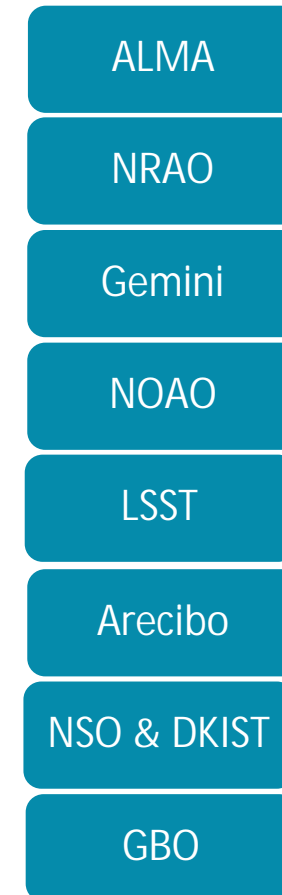 ALMA
NRAO
Gemini
NOAO
LSST
Arecibo
NSO & DKIST
GBO